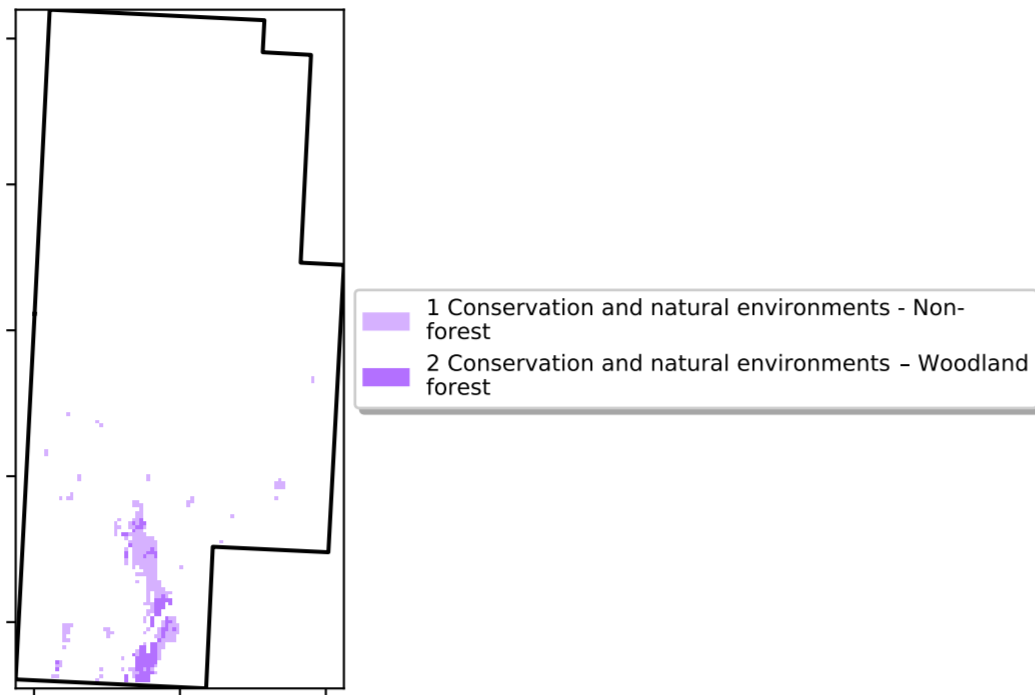 1 Conservation and natural environments - Non-
forest
2 Conservation and natural environments – Woodland
forest